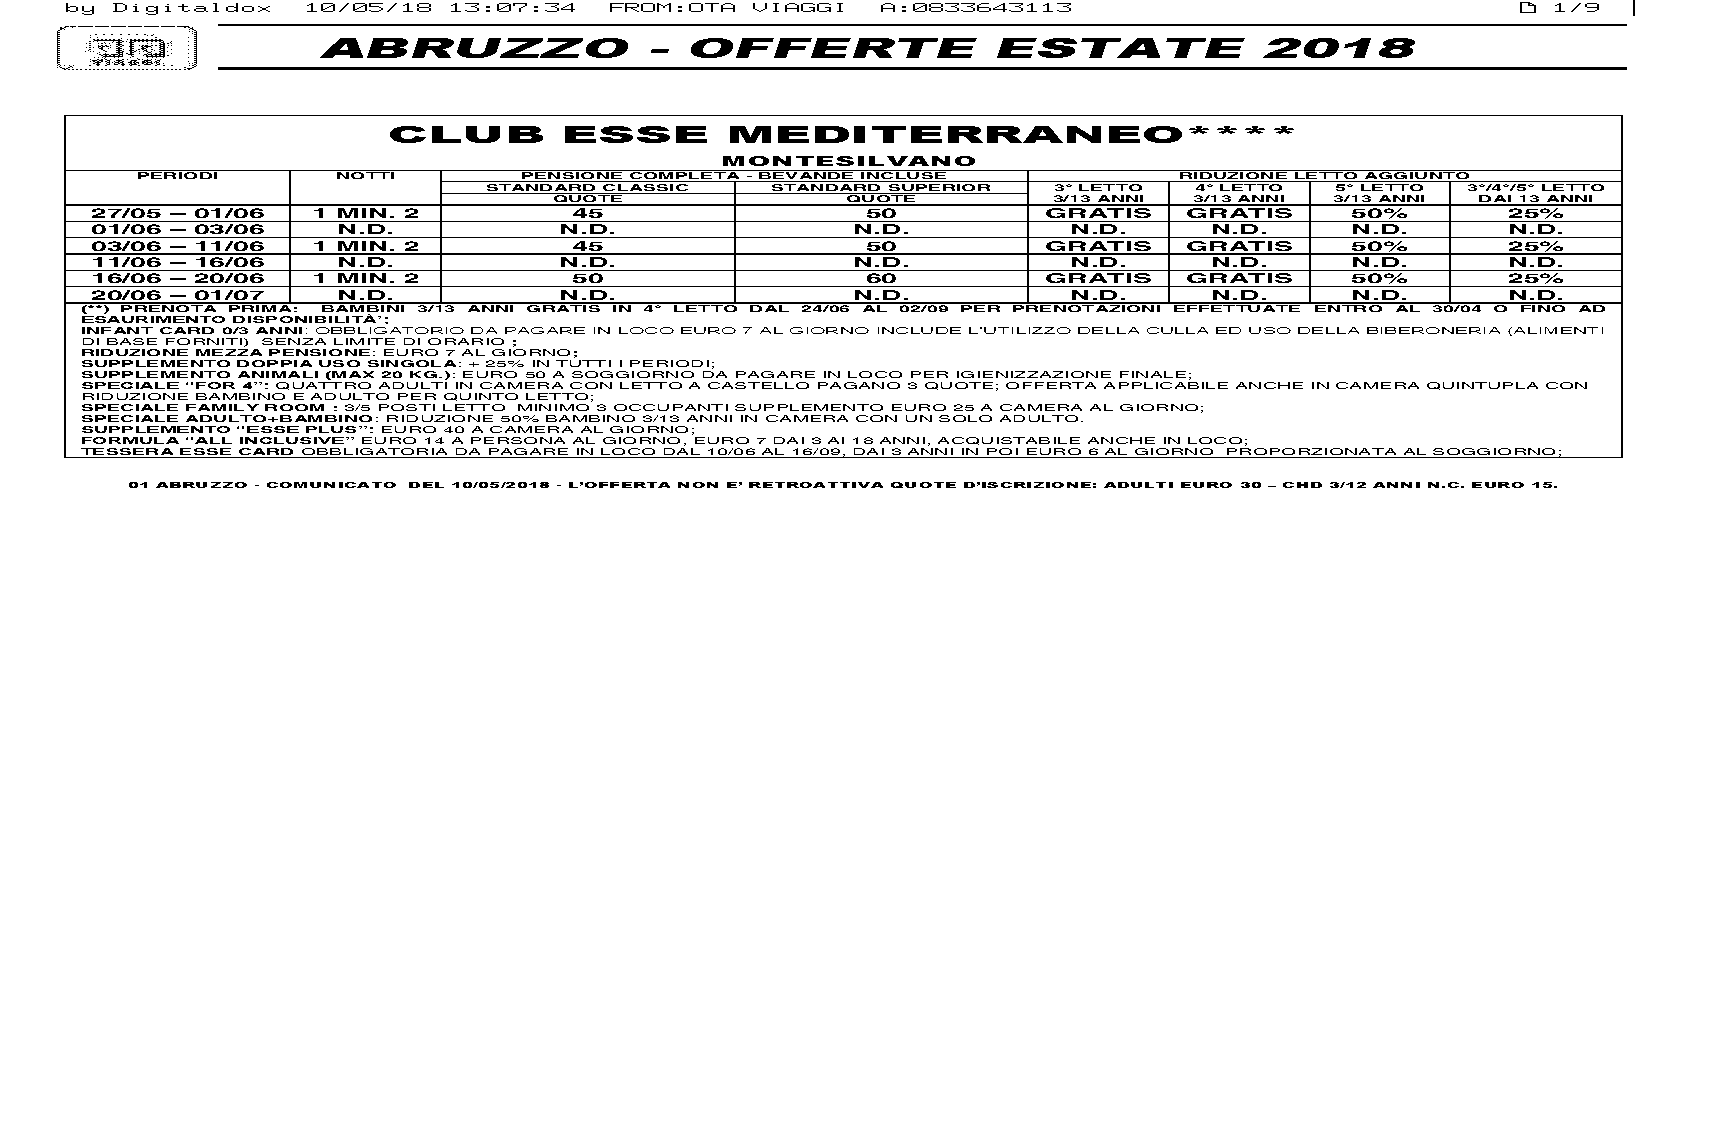 by Digitaldox 10/05/18 13:07:34 FROM:OTA VIAGGI A:0833643113 1/9
VIAGGI
ABRUZZO - OFFERTE ESTATE 2018
CLUB ESSE MEDITERRANEO****
MONTESILVANO
PERIODI NOTTI PENSIONE COMPLETA - BEVANDE INCLUSE RIDUZIONE LETTO AGGIUNTO
STANDARD CLASSIC STANDARD SUPERIOR 3° LETTO 4° LETTO 5° LETTO 3°/4°/5° LETTO
QUOTE QUOTE 3/13 ANNI 3/13 ANNI 3/13 ANNI DAI 13 ANNI
27/05 – 01/06 1 MIN. 2 45 50 GRATIS GRATIS 50% 25%
01/06 – 03/06 N.D. N.D. N.D. N.D. N.D. N.D. N.D.
03/06 – 11/06 1 MIN. 2 45 50 GRATIS GRATIS 50% 25%
11/06 – 16/06 N.D. N.D. N.D. N.D. N.D. N.D. N.D.
16/06 – 20/06 1 MIN. 2 50 60 GRATIS GRATIS 50% 25%
20/06 – 01/07 N.D. N.D. N.D. N.D. N.D. N.D. N.D.
(**) PRENOTA PRIMA: BAMBINI 3/13 ANNI GRATIS IN 4° LETTO DAL 24/06 AL 02/09 PER PRENOTAZIONI EFFETTUATE ENTRO AL 30/04 O FINO AD
ESAURIMENTO DISPONIBILITÀ';
INFANT CARD 0/3 ANNI: OBBLIGATORIO DA PAGARE IN LOCO EURO 7 AL GIORNO INCLUDE L'UTILIZZO DELLA CULLA ED USO DELLA BIBERONERIA (ALIMENTI
DI BASE FORNITI) SENZA LIMITE DI ORARIO ;
RIDUZIONE MEZZA PENSIONE: EURO 7 AL GIORNO;
SUPPLEMENTO DOPPIA USO SINGOLA: + 25% IN TUTTI I PERIODI;
SUPPLEMENTO ANIMALI (MAX 20 KG.): EURO 50 A SOGGIORNO DA PAGARE IN LOCO PER IGIENIZZAZIONE FINALE;
SPECIALE "FOR 4": QUATTRO ADULTI IN CAMERA CON LETTO A CASTELLO PAGANO 3 QUOTE; OFFERTA APPLICABILE ANCHE IN CAMERA QUINTUPLA CON
RIDUZIONE BAMBINO E ADULTO PER QUINTO LETTO;
SPECIALE FAMILY ROOM : 3/5 POSTI LETTO MINIMO 3 OCCUPANTI SUPPLEMENTO EURO 25 A CAMERA AL GIORNO;
SPECIALE ADULTO+BAMBINO: RIDUZIONE 50% BAMBINO 3/13 ANNI IN CAMERA CON UN SOLO ADULTO.
SUPPLEMENTO "ESSE PLUS": EURO 40 A CAMERA AL GIORNO;
FORMULA "ALL INCLUSIVE" EURO 14 A PERSONA AL GIORNO, EURO 7 DAI 3 AI 18 ANNI, ACQUISTABILE ANCHE IN LOCO;
TESSERA ESSE CARD OBBLIGATORIA DA PAGARE IN LOCO DAL 10/06 AL 16/09, DAI 3 ANNI IN POI EURO 6 AL GIORNO PROPORZIONATA AL SOGGIORNO;
01 ABRUZZO - COMUNICATO DEL 10/05/2018 - L'OFFERTA NON E' RETROATTIVA QUOTE D'ISCRIZIONE: ADULTI EURO 30 – CHD 3/12 ANNI N.C. EURO 15.